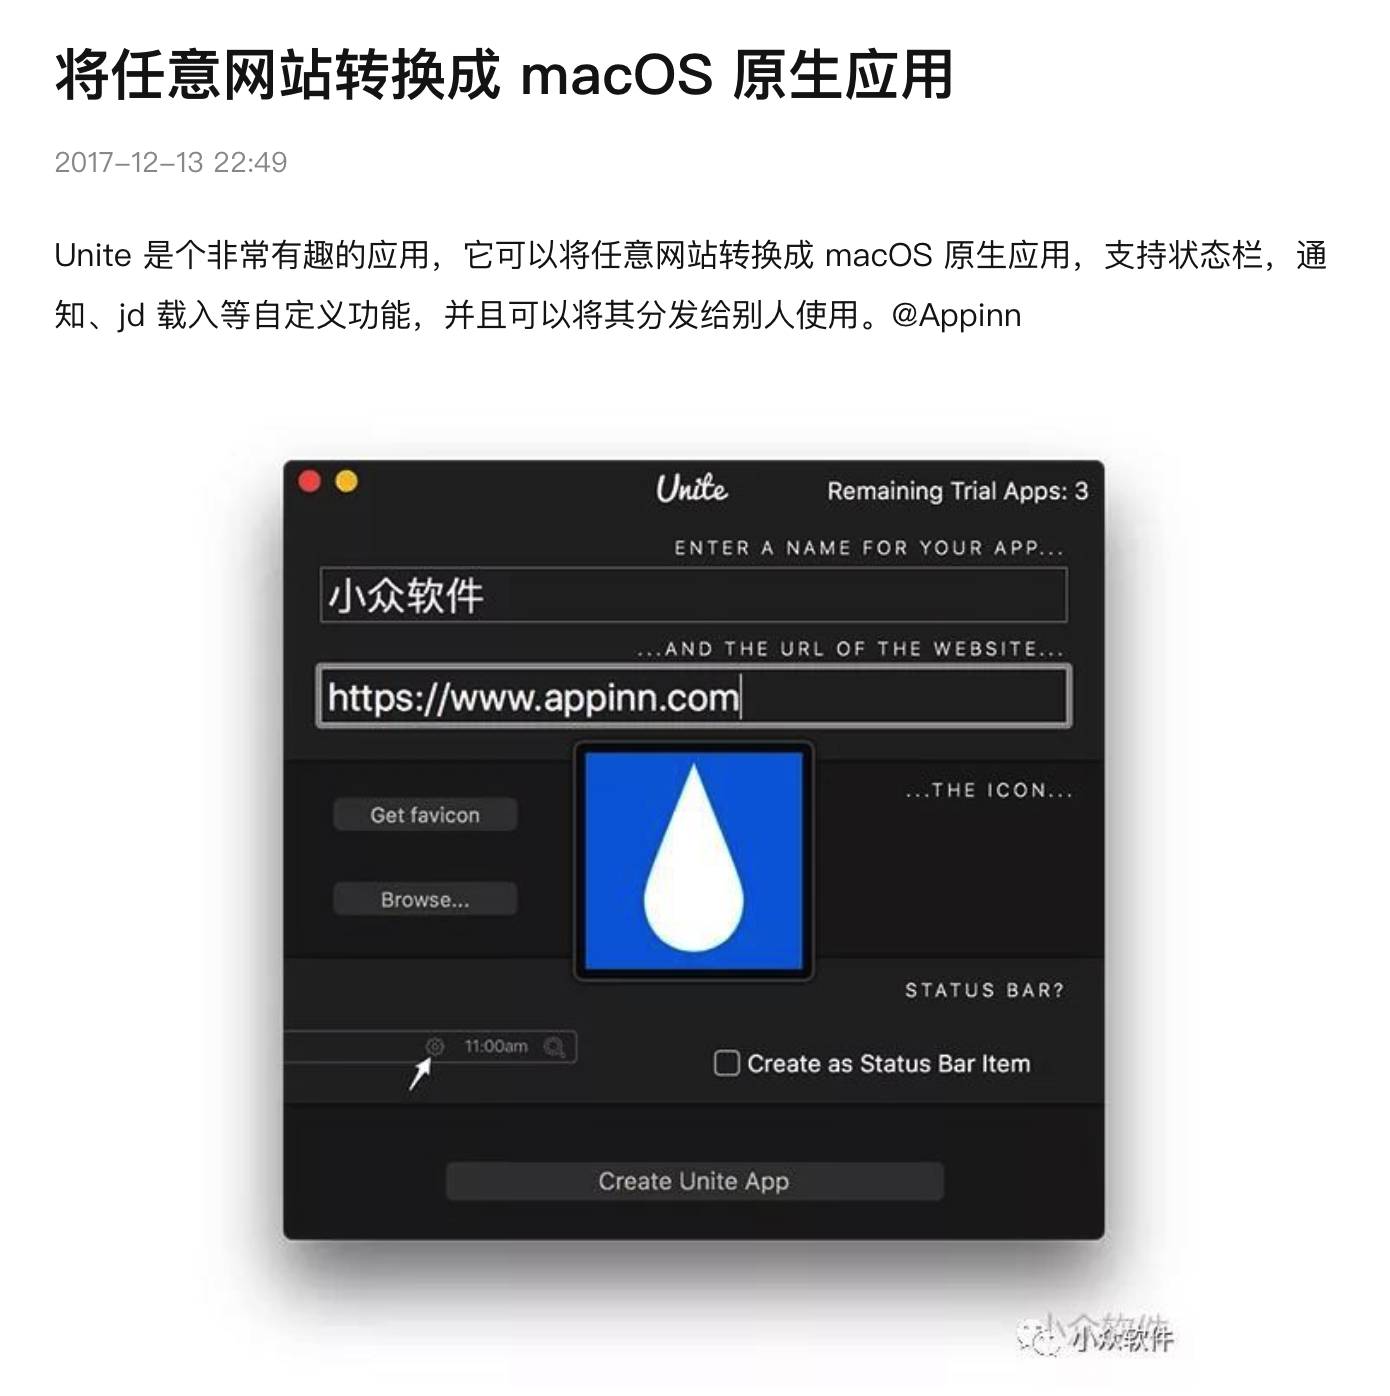 将任意网站转换成 macOS 原生应用
2017-12-13 22:49
Unite 是个非常有趣的应用，它可以将任意网站转换成 macOS 原生应用，支持状态栏，通
知、jd 载入等自定义功能，并且可以将其分发给别人使用。@Appinn
Unite
Remaining Trial Apps: 3
ENTER A NAME FOR YOUR APP...
小众软件
...AND THE URL OF THE WEBSITE...
https://www.appinn.com
...THE ICON...
Get favicon
Browse...
STATUS BAR?
11:00am
Create as Status Bar Item
Create Unite App
小众软件
小众软件